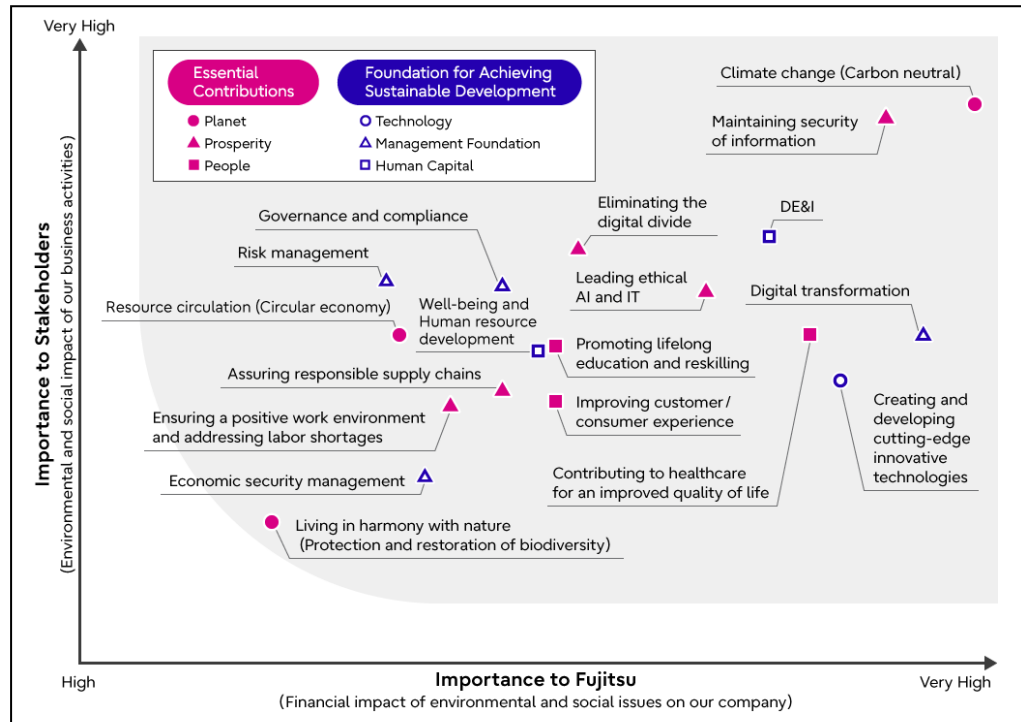 Very High
Essential
Contributions
Planet
Prosperity
People
Foundation for Achieving
Sustainable Development
Technology
Management Foundation
Human Capital
Climate change (Carbon neutral)
Maintaining security
of information
Eliminating the
digital divide
DE&I
Governance and compliance
Risk management
Leading ethical
AI and IT
Digital transformation
Resource circulation (Circular economy)
Well-being and
Human resource
development
Promoting lifelong
education and reskilling
Assuring responsible supply chains
Ensuring a positive work environment
and addressing labor shortages
Improving customer/
consumer experience
Creating and
developing
cutting-edge
innovative
technologies
Contributing to healthcare
for an improved quality of life
Economic security management
Living in harmony with nature
(Protection and restoration of biodiversity)
Importance to Stakeholders
(Environmental and social impact of our business activities)
High
Importance to Fujitsu
(Financial impact of environmental and social issues on our company)
Very High